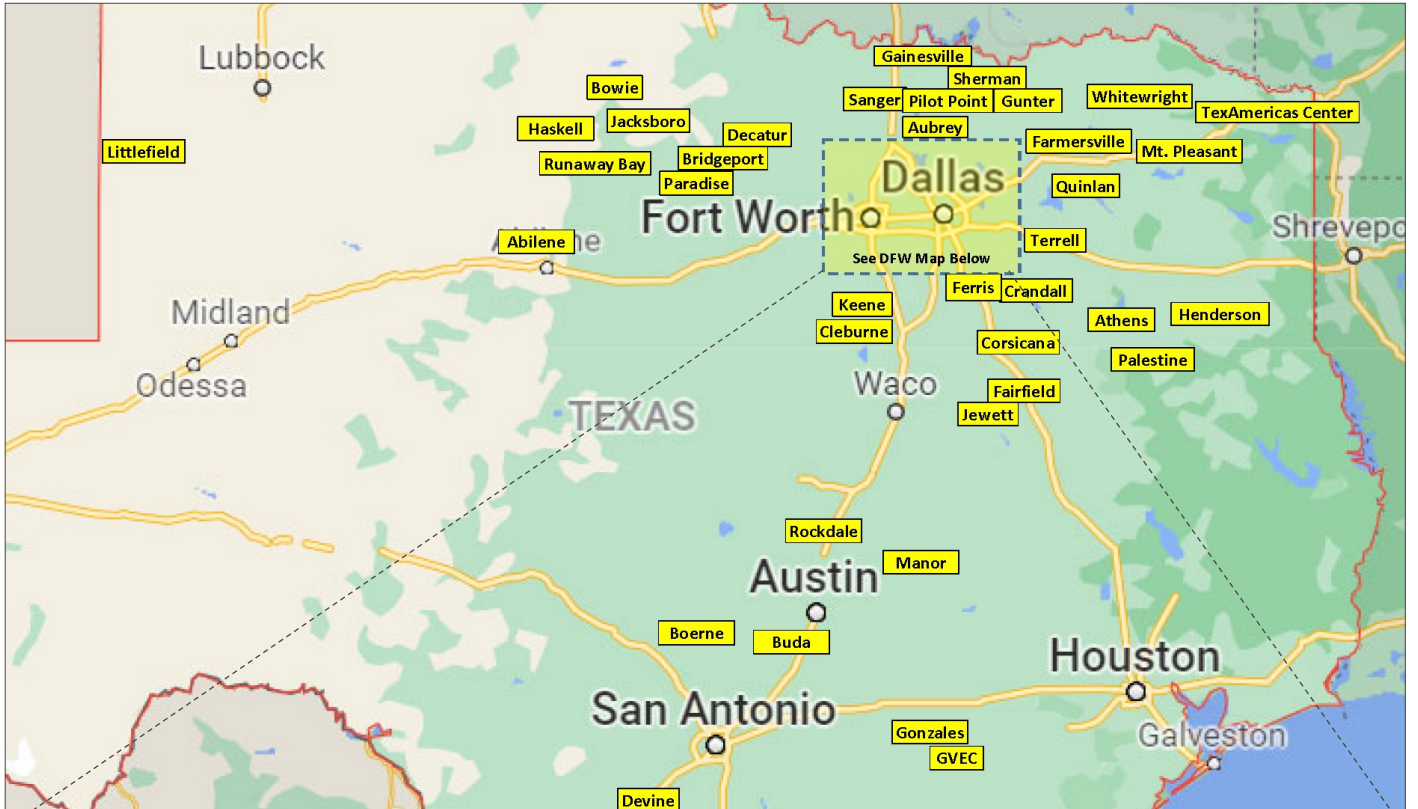 Lubbock
Gainesville
Sherman
Bowie
Sanger
Pilot Point
Gunter
Whitewright
TexAmericas Center
Haskell
Jacksboro
Decatur
Aubrey
Littlefield
Runaway Bay
Bridgeport
Farmersville
Mt. Pleasant
Paradise
Dallas
Quinlan
Fort Worth
Shrevepo
Abilene
Terrell
See DFW Map Below
Ferris
Crandall
Midland
Keene
Athens
Henderson
Cleburne
Corsicana
Palestine
Odessa
Waco
Fairfield
TEXAS
Jewett
Rockdale
Manor
Austin
Boerne
Buda
Houston
San Antonio
Gonzales
Galveston
GVEC
Devine